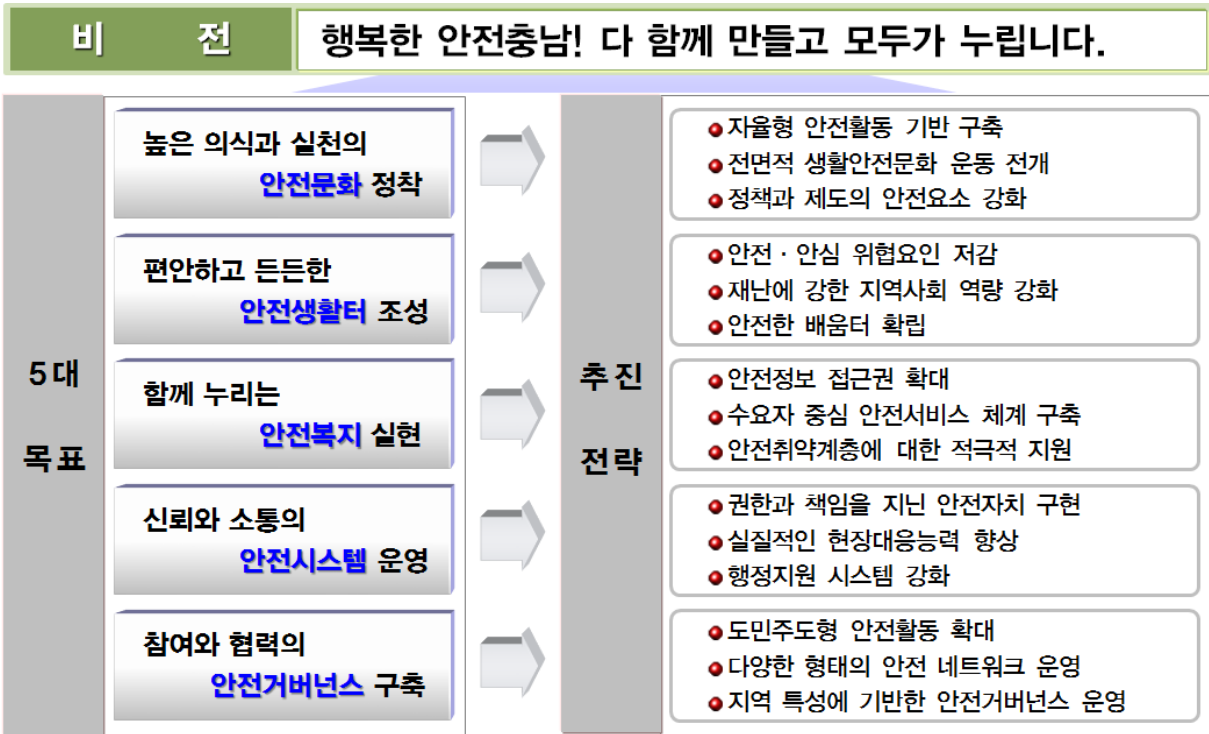 비 전
행복한 안전충남! 다 함께 만들고 모두가 누립니다.
5대
목표
높은 의식과 실천의
안전문화 정착
편안하고 든든한
안전생활터 조성
함께 누리는
안전복지 실현
신뢰와 소통의
안전시스템 운영
참여와 협력의
안전거버넌스 구축
추진
전략
자율형 안전활동 기반 구축
전면적 생활안전문화 운동 전개
정책과 제도의 안전요소 강화
안전·안심 위협요인 저감
재난에 강한 지역사회 역량 강화
안전한 배움터 확립
안전정보 접근권 확대
수요자 중심 안전서비스 체계 구축
안전취약계층에 대한 적극적 지원
권한과 책임을 지닌 안전자치 구현
실질적인 현장대응능력 향상
행정지원 시스템 강화
도민주도형 안전활동 확대
다양한 형태의 안전 네트워크 운영
지역 특성에 기반한 안전거버넌스 운영